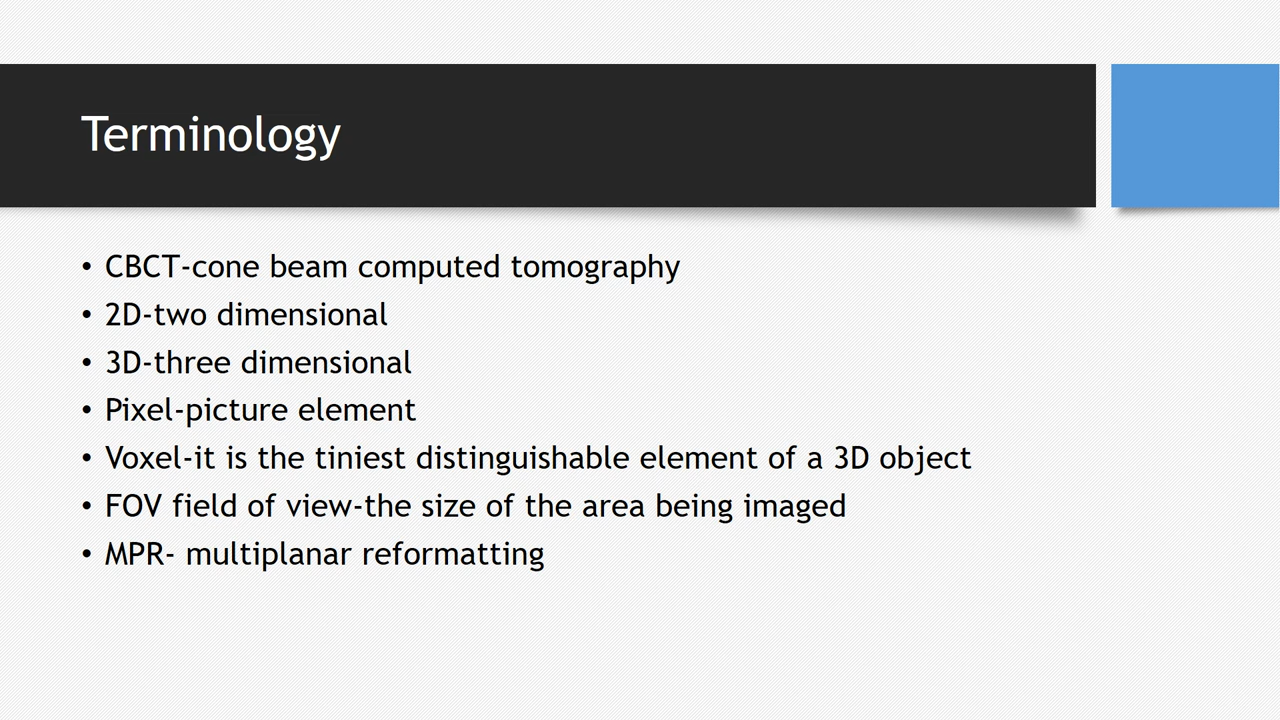 Terminology
• CBCT-cone beam computed tomography
• 2D-two dimensional
• 3D-three dimensional
• Pixel-picture element
• Voxel-it is the tiniest distinguishable element of a 3D object
• FOV field of view-the size of the area being imaged
• MPR- multiplanar reformatting